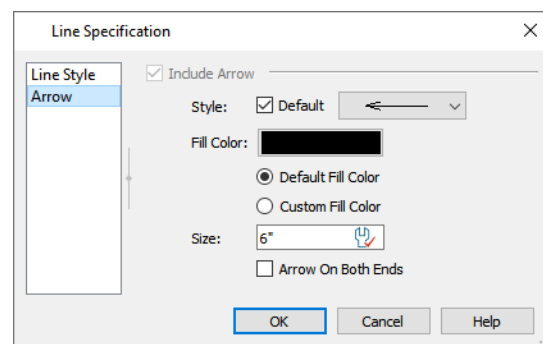 Line Specification
Line Style
Arrow
Include Arrow
Style:
Default
Fill Color:
Default Fill Color
Custom Fill Color
Size:
6"
Arrow On Both Ends
OK
Cancel
Help